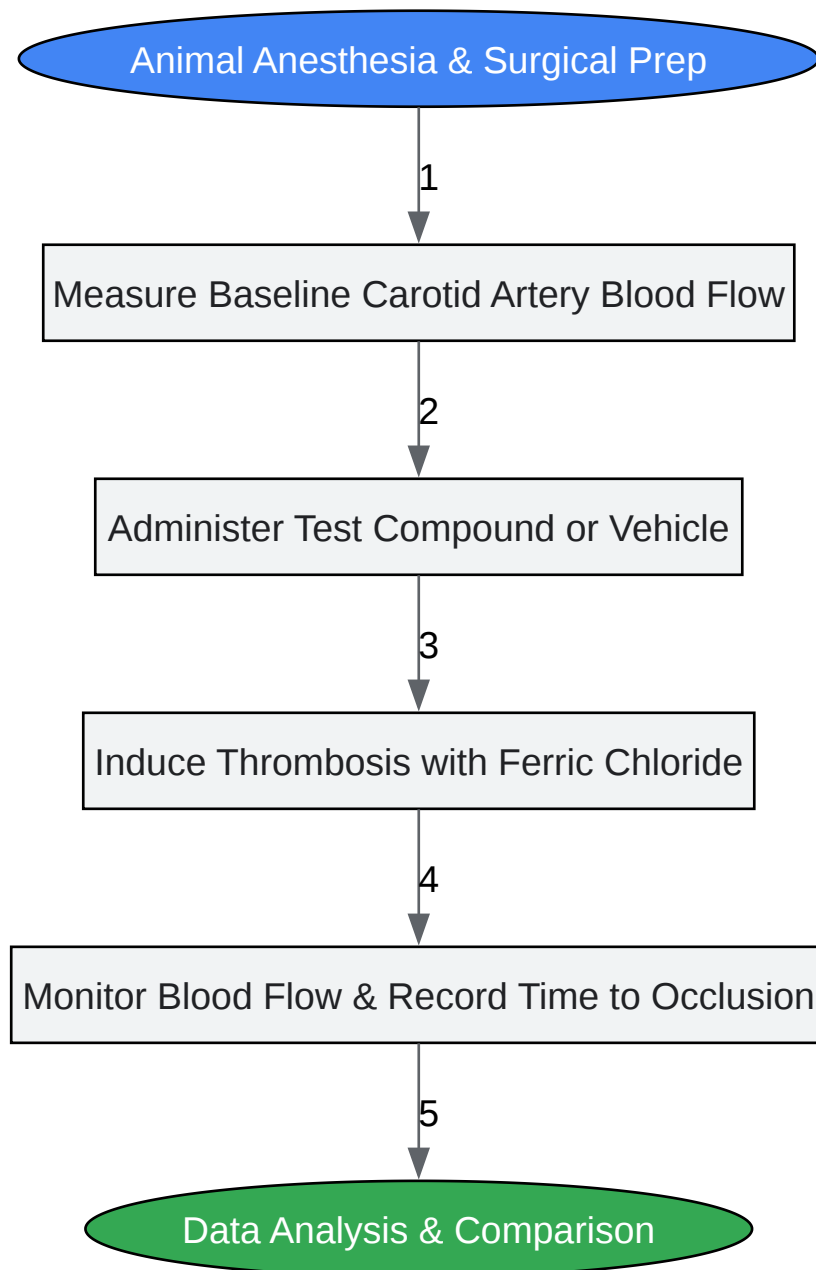 Animal Anesthesia & Surgical Prep
1
Measure Baseline Carotid Artery Blood Flow
2
Administer Test Compound or Vehicle
3
Induce Thrombosis with Ferric Chloride
4
Monitor Blood Flow & Record Time to Occlusion
5
Data Analysis & Comparison